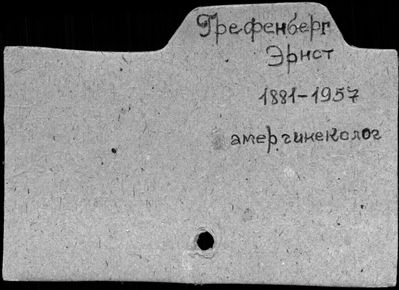 Грефенберг
Эрнст
1881-1957
амер. гинеколог